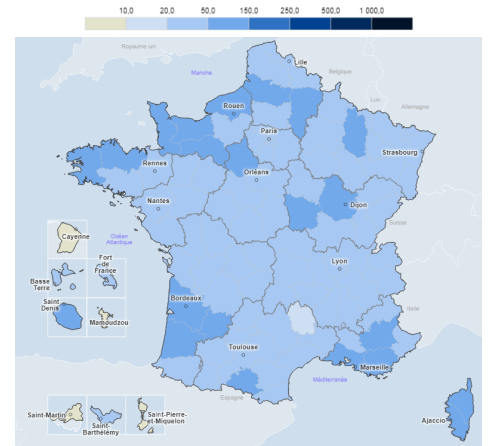 10,0 20,0 50,0 150,0 250,0 500,0 1 000,0
Royaume uni
Lille
Belgique
Manche
Lux
Allemagne
Rouen
Paris
Strasbourg
Rennes
Orléans
Nantes
Dijon
Suisse
Cayenne
Océan
Atlantique
Fort
de
France
Basse
Terre
Lyon
Saint
Denis
Bordeaux
Italie
Mamoudzou
Toulouse
Marseille
Méditerranée
Espagne
Saint-Martin
Saint-
Barthélémy
Saint-Pierre-
et-Miquelon
Ajaccio